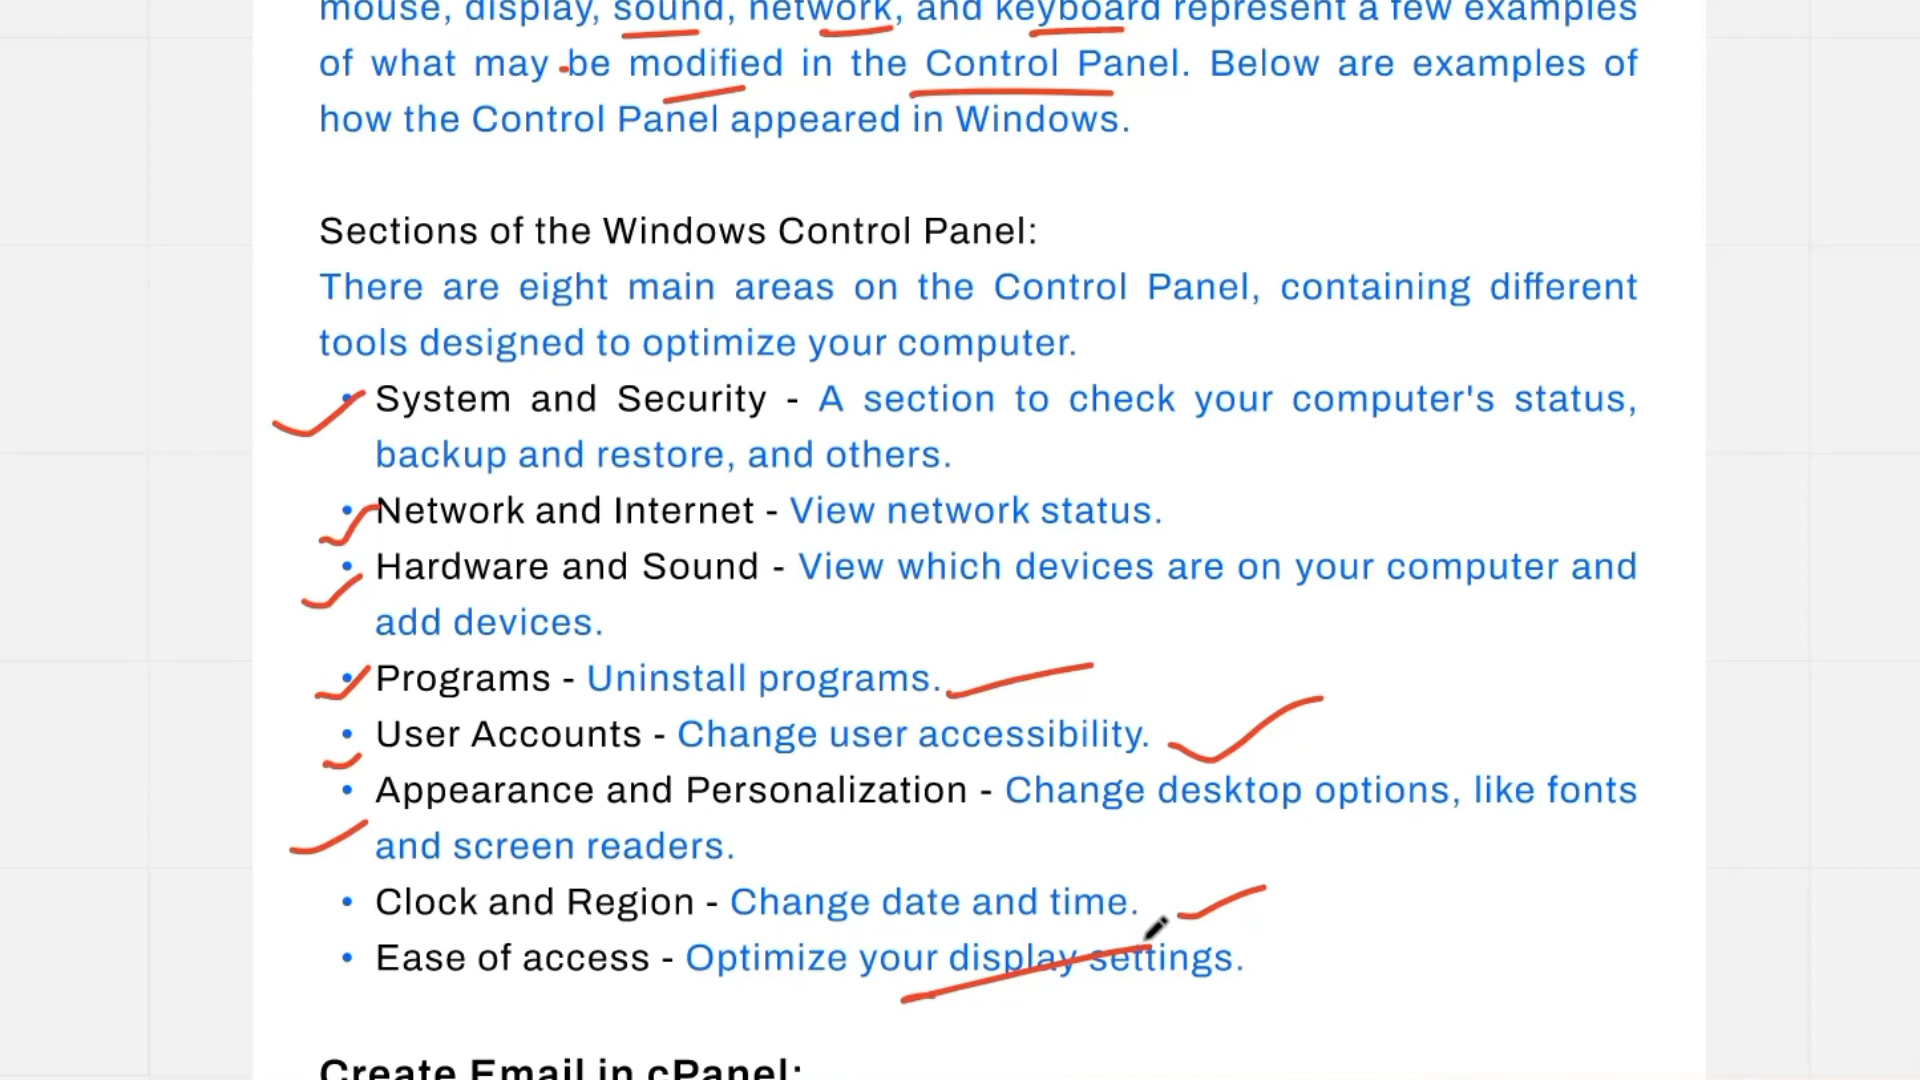 mouse, display, sound, network, and keyboard represent a few examples
of what may be modified in the Control Panel. Below are examples of
how the Control Panel appeared in Windows.
Sections of the Windows Control Panel:
There are eight main areas on the Control Panel, containing different
tools designed to optimize your computer.
• System and Security - A section to check your computer's status,
backup and restore, and others.
• Network and Internet - View network status.
• Hardware and Sound - View which devices are on your computer and
add devices.
• Programs - Uninstall programs.
• User Accounts - Change user accessibility.
• Appearance and Personalization - Change desktop options, like fonts
and screen readers.
• Clock and Region - Change date and time.
• Ease of access - Optimize your display settings.
Create Email in cPanel: